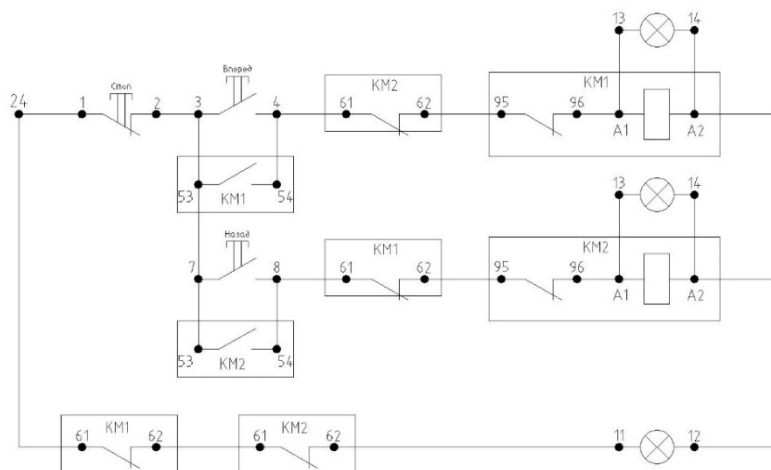 13 14
Стоп
Вперед
KM2
KM1
24 1 2 3 4 61 62 95 96 A1 A2
53 KM1 54
13 14
Назад
KM1
KM2
7 8 61 62 95 96 A1 A2
53 KM2 54
KM1 KM2
61 62 61 62 11 12